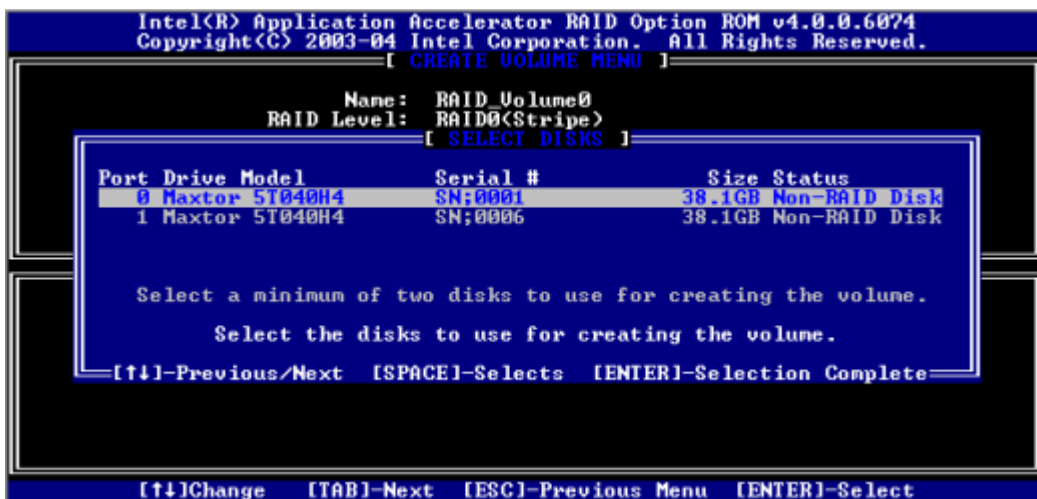 Intel(R) Application Accelerator RAID Option ROM v4.0.0.6074
Copyright(C) 2003-04 Intel Corporation.  All Rights Reserved.
[ CREATE VOLUME MENU ]
Name: RAID_Volume0
RAID Level: RAID0(Stripe)
[ SELECT DISKS ]
Port Drive Model Serial # Size Status
0 Maxtor 5T040H4 SN;0001 38.1GB Non-RAID Disk
1 Maxtor 5T040H4 SN;0006 38.1GB Non-RAID Disk
Select a minimum of two disks to use for creating the volume.
Select the disks to use for creating the volume.
[↑↓]-Previous/Next [SPACE]-Selects [ENTER]-Selection Complete
[↑↓]Change [TAB]-Next [ESC]-Previous Menu [ENTER]-Select